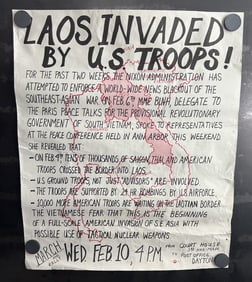 LAOS INVADED
BY U.S. TROOPS!
FOR THE PAST TWO WEEKS THE NIXON ADMINISTRATION HAS
ATTEMPTED TO ENFORCE A WORLD-WIDE NEWS BLACKOUT OF THE
SOUTHEAST ASIAN WAR. ON FEB 6TH MME BINH, DELEGATE TO
THE PARIS PEACE TALKS FOR THE PROVISIONAL REVOLUTIONARY
GOVERNMENT OF SOUTH VIETNAM, SPOKE TO REPRESENTATIVES
AT THE PEACE CONFERENCE HELD IN ANN ARBOR THIS WEEKEND
SHE REVEALED THAT
- ON FEB 4TH TENS OF THOUSANDS OF SAIGON, THAI AND AMERICAN
TROOPS CROSSED THE BORDER INTO LAOS
- U.S. GROUND TROOPS NOT JUST "ADVISORS" ARE INVOLVED
- THE TROOPS ARE SUPPORTED BY 24 HR BOMBINGS BY U.S. AIRFORCE
- 10,000 MORE AMERICAN TROOPS ARE WAITING ON THE LAOTIAN BORDER
THE VIETNAMESE FEAR THAT THIS IS THE BEGINNING
OF A FULL-SCALE AMERICAN INVASION OF S.E. ASIA WITH
POSSIBLE USE OF TACTICAL NUCLEAR WEAPONS.
MARCH
WED FEB 10, 4 P.M.
FROM COURT HOUSE
TO POST OFFICE
DAYTON